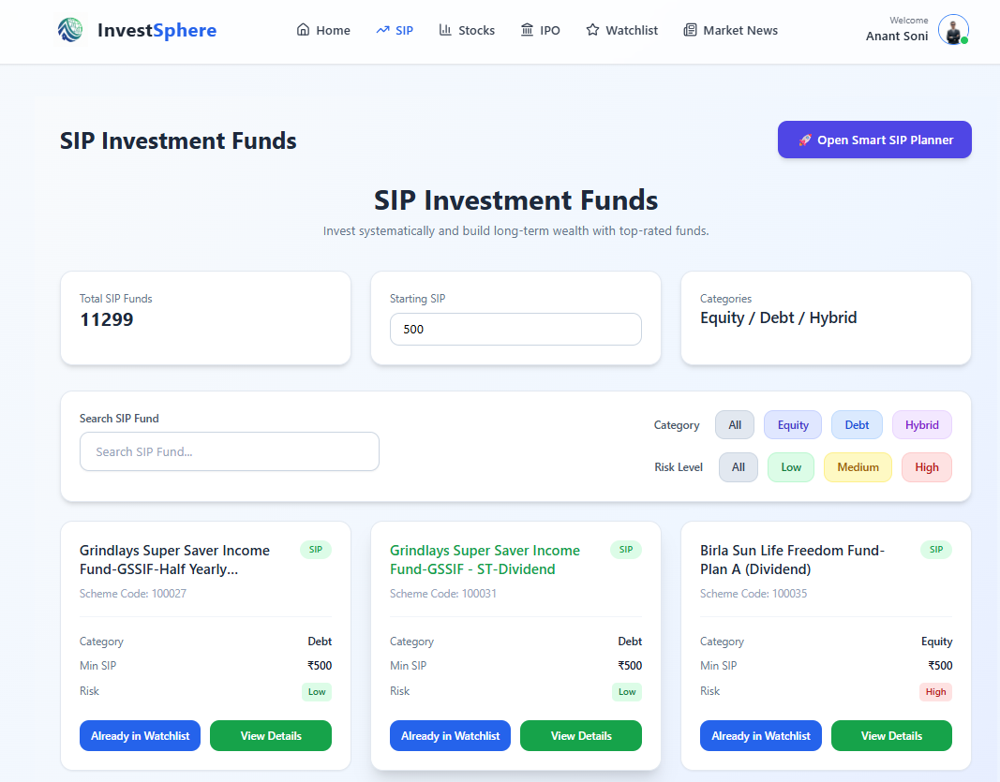 InvestSphere
Home
SIP
Stocks
IPO
Watchlist
Market News
Welcome
Anant Soni
SIP Investment Funds
🚀 Open Smart SIP Planner
SIP Investment Funds
Invest systematically and build long-term wealth with top-rated funds.
Total SIP Funds
11299
Starting SIP
500
Categories
Equity / Debt / Hybrid
Search SIP Fund
Search SIP Fund...
Category
All
Equity
Debt
Hybrid
Risk Level
All
Low
Medium
High
Grindlays Super Saver Income
Fund-GSSIF-Half Yearly...
SIP
Scheme Code: 100027
Category
Debt
Min SIP
₹500
Risk
Low
Already in Watchlist
View Details
Grindlays Super Saver Income
Fund-GSSIF - ST-Dividend
SIP
Scheme Code: 100031
Category
Debt
Min SIP
₹500
Risk
Low
Already in Watchlist
View Details
Birla Sun Life Freedom Fund-
Plan A (Dividend)
SIP
Scheme Code: 100035
Category
Equity
Min SIP
₹500
Risk
High
Already in Watchlist
View Details